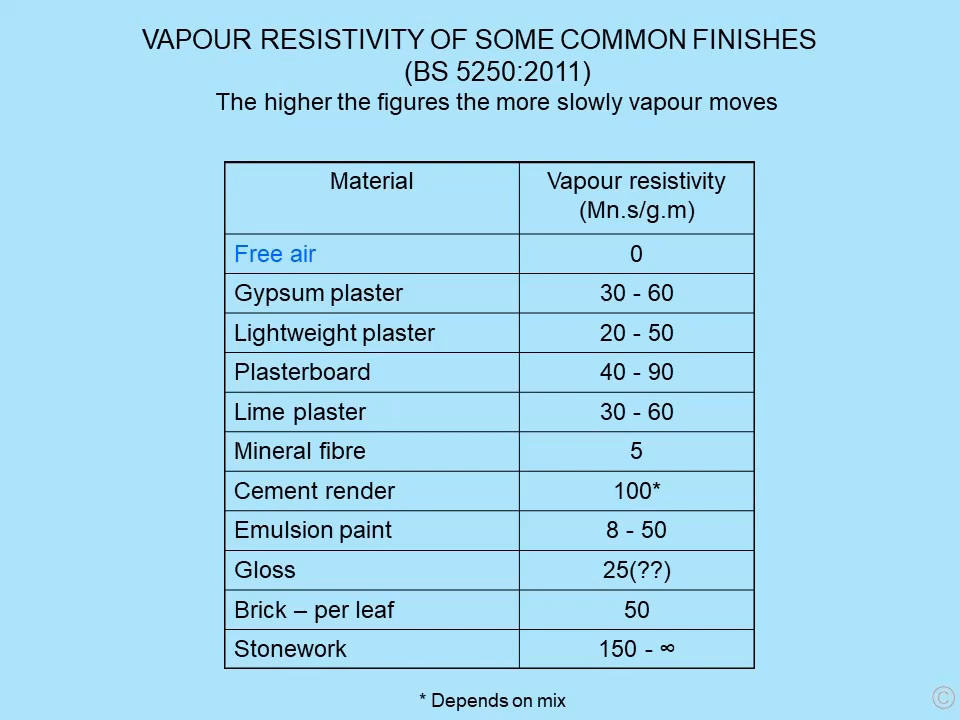 VAPOUR RESISTIVITY OF SOME COMMON FINISHES
(BS 5250:2011)
The higher the figures the more slowly vapour moves
Material Vapour resistivity
(Mn.s/g.m)
Free air 0
Gypsum plaster 30 - 60
Lightweight plaster 20 - 50
Plasterboard 40 - 90
Lime plaster 30 - 60
Mineral fibre 5
Cement render 100*
Emulsion paint 8 - 50
Gloss 25(??)
Brick – per leaf 50
Stonework 150 - ∞
* Depends on mix
©